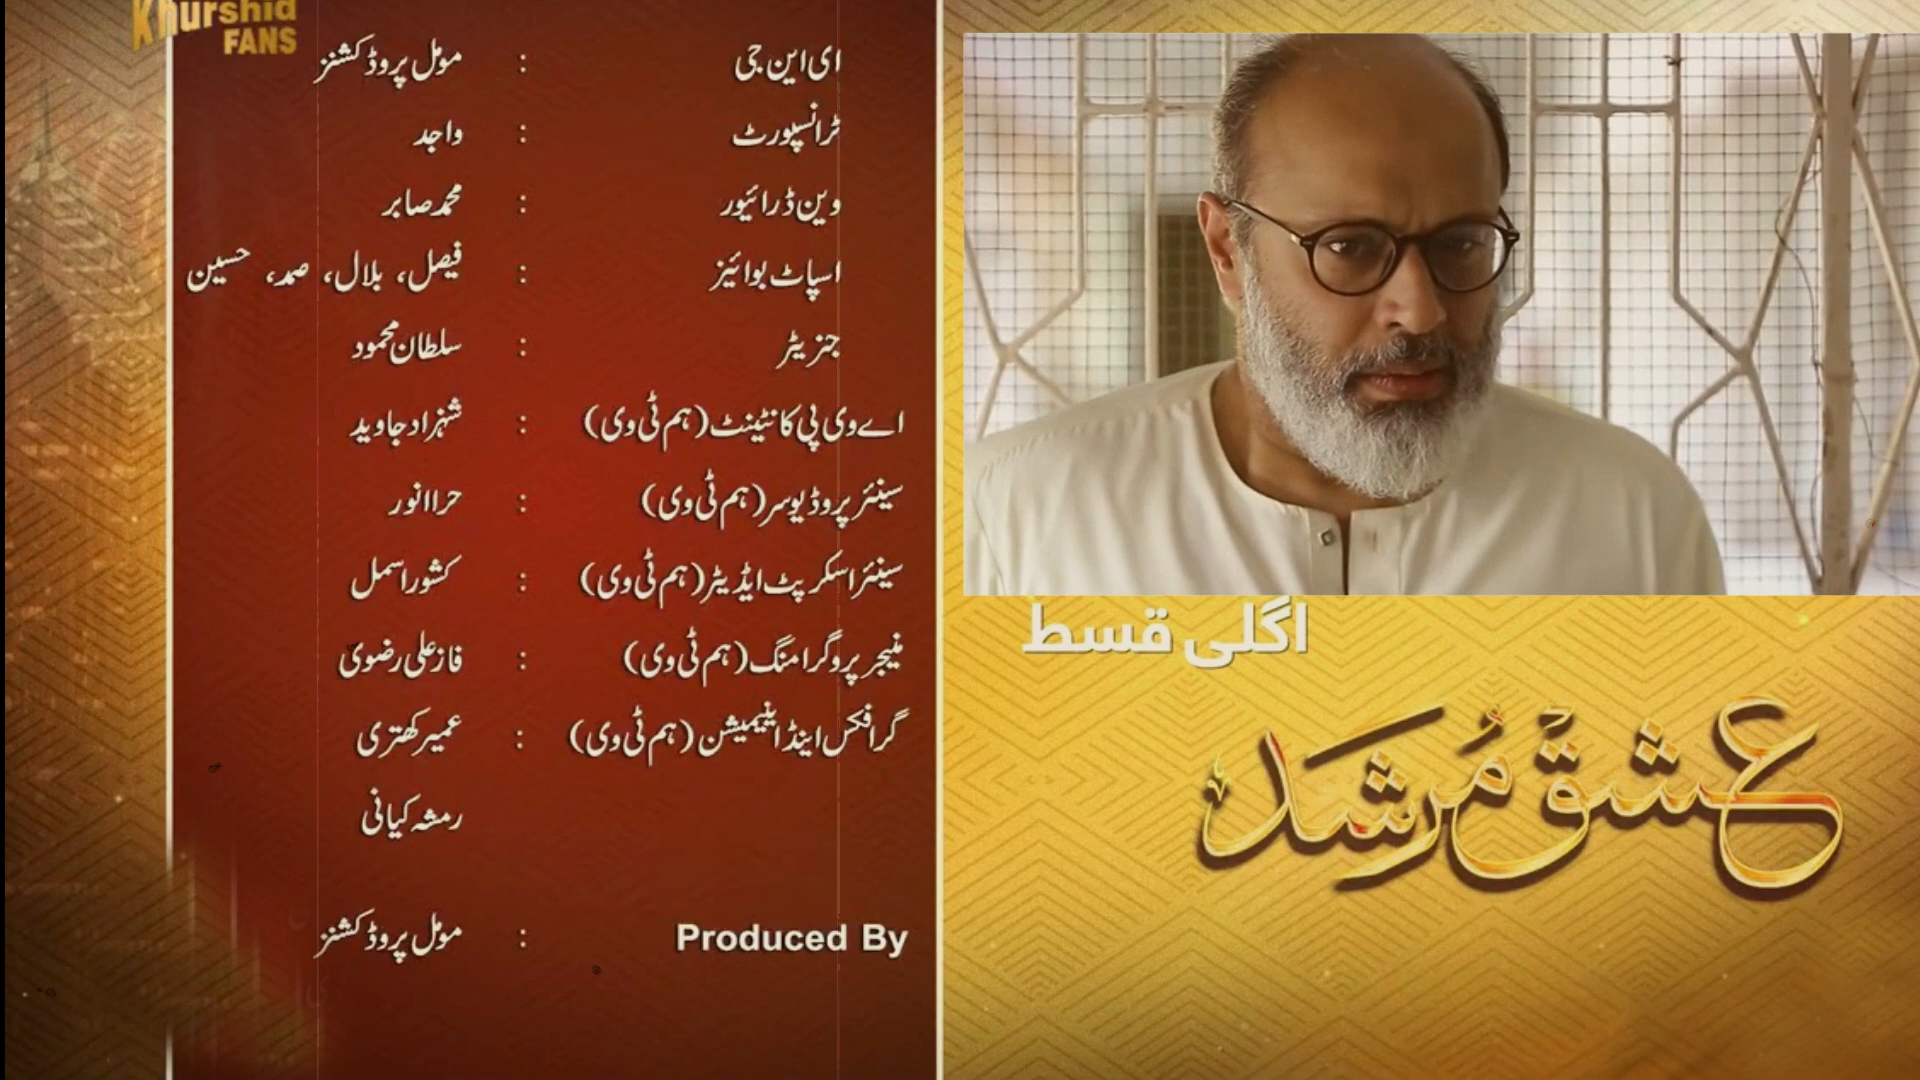 Khurshid
FANS
ای این جی : مومل پروڈکشنز
ٹرانسپورٹ : واجد
وین ڈرائیور : محمد صابر
اسپاٹ بوائیز : فیصل، بلال، صمد، حسین
جنریٹر : سلطان محمود
اے وی پی کانٹینٹ (ہم ٹی وی) : شہزاد جاوید
سینئر پروڈیوسر (ہم ٹی وی) : حرا انور
سینئر اسکرپٹ ایڈیٹر (ہم ٹی وی) : کشور اسمل
منیجر پروگرامنگ (ہم ٹی وی) : فاز علی رضوی
گرافکس اینڈ اینیمیشن (ہم ٹی وی) : عمیر کھتری
رمشہ کیانی
Produced By : مومل پروڈکشنز
اگلی قسط
عشق مُرشد